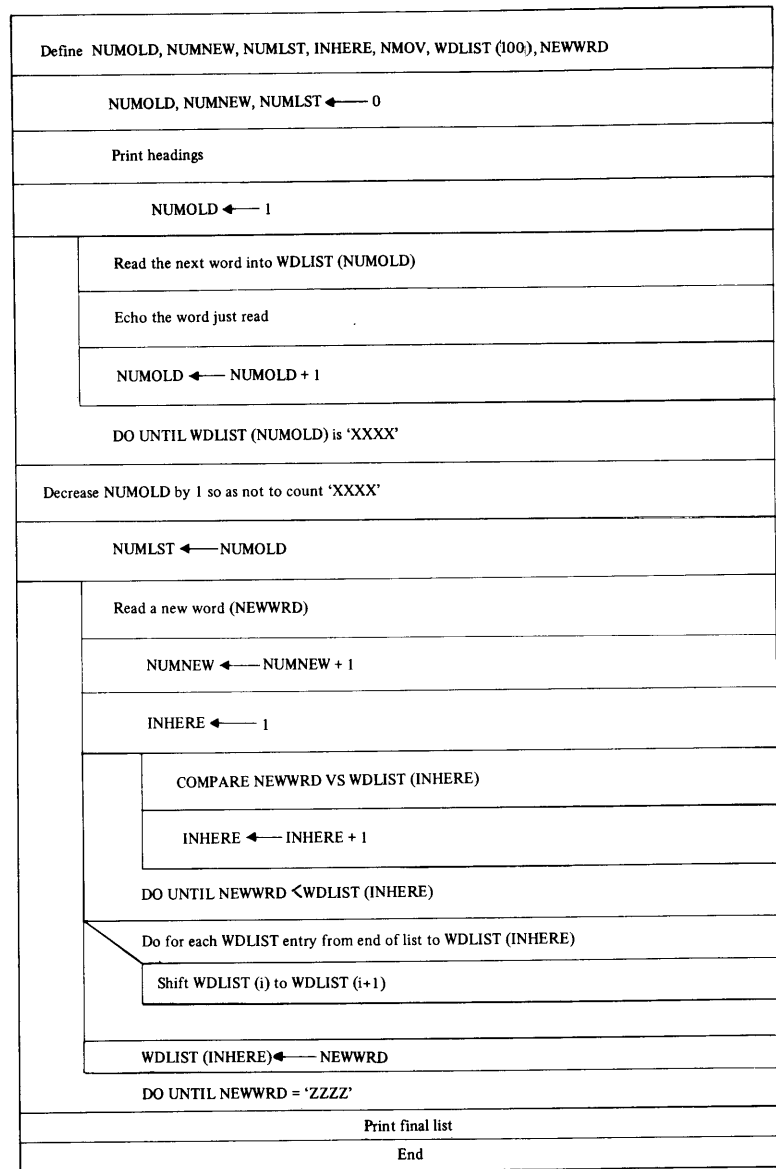 Define NUMOLD, NUMNEW, NUMLST, INHERE, NMOV, WDLIST (100), NEWWRD
NUMOLD, NUMNEW, NUMLST ← 0
Print headings
NUMOLD ← 1
Read the next word into WDLIST (NUMOLD)
Echo the word just read
NUMOLD ← NUMOLD + 1
DO UNTIL WDLIST (NUMOLD) is ‘XXXX’
Decrease NUMOLD by 1 so as not to count ‘XXXX’
NUMLST ← NUMOLD
Read a new word (NEWWRD)
NUMNEW ← NUMNEW + 1
INHERE ← 1
COMPARE NEWWRD VS WDLIST (INHERE)
INHERE ← INHERE + 1
DO UNTIL NEWWRD <WDLIST (INHERE)
Do for each WDLIST entry from end of list to WDLIST (INHERE)
Shift WDLIST (i) to WDLIST (i+1)
WDLIST (INHERE) ← NEWWRD
DO UNTIL NEWWRD = ‘ZZZZ’
Print final list
End